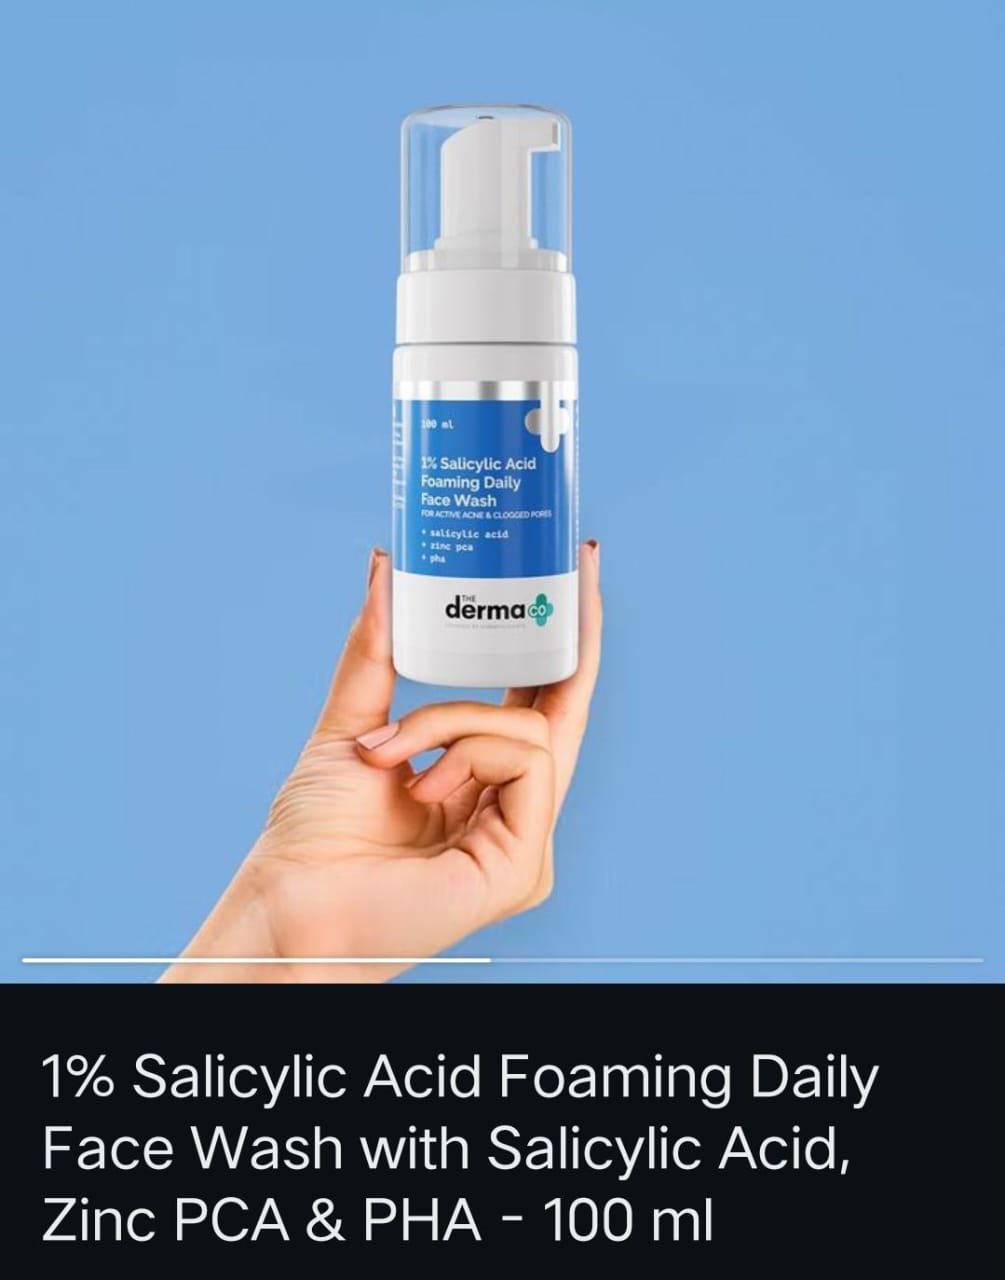 100 ml
1% Salicylic Acid
Foaming Daily
Face Wash
FOR ACTIVE ACNE & CLOGGED PORES
+ salicylic acid
+ zinc pca
+ pha
THE
derma co
1% Salicylic Acid Foaming Daily
Face Wash with Salicylic Acid,
Zinc PCA & PHA - 100 ml